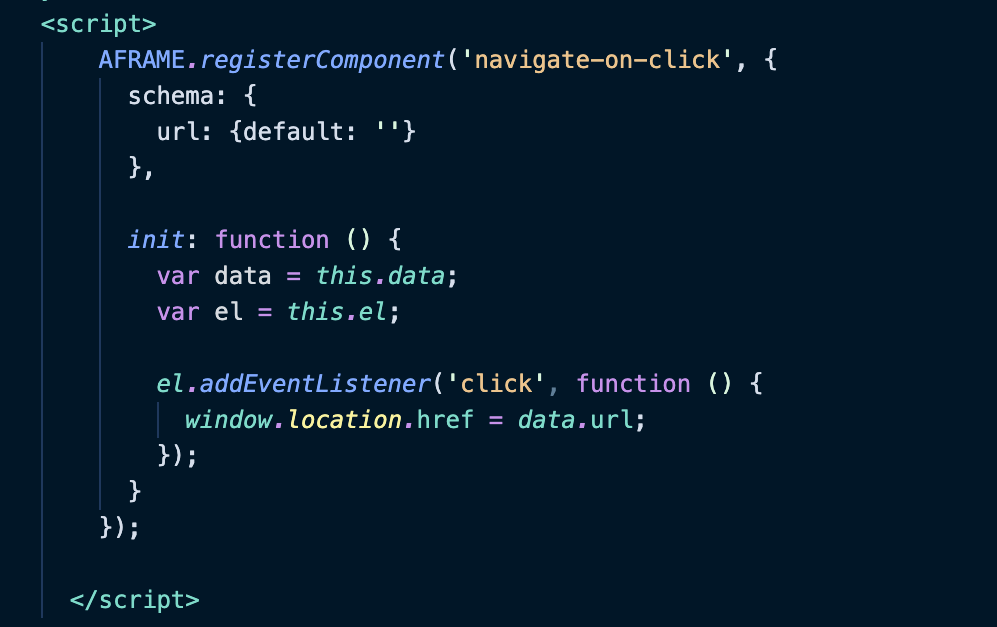 <script>
AFRAME.registerComponent('navigate-on-click', {
schema: {
url: {default: ''}
},
init: function () {
var data = this.data;
var el = this.el;
el.addEventListener('click', function () {
window.location.href = data.url;
});
}
});
</script>